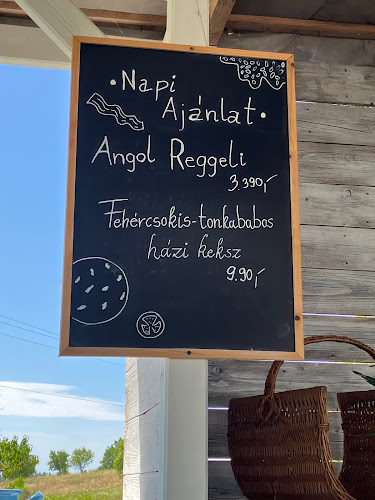 • Napi
Ajánlat •
Angol Reggeli
3.390,-
Fehércsokis-tonkababos
házi keksz
9.90,-